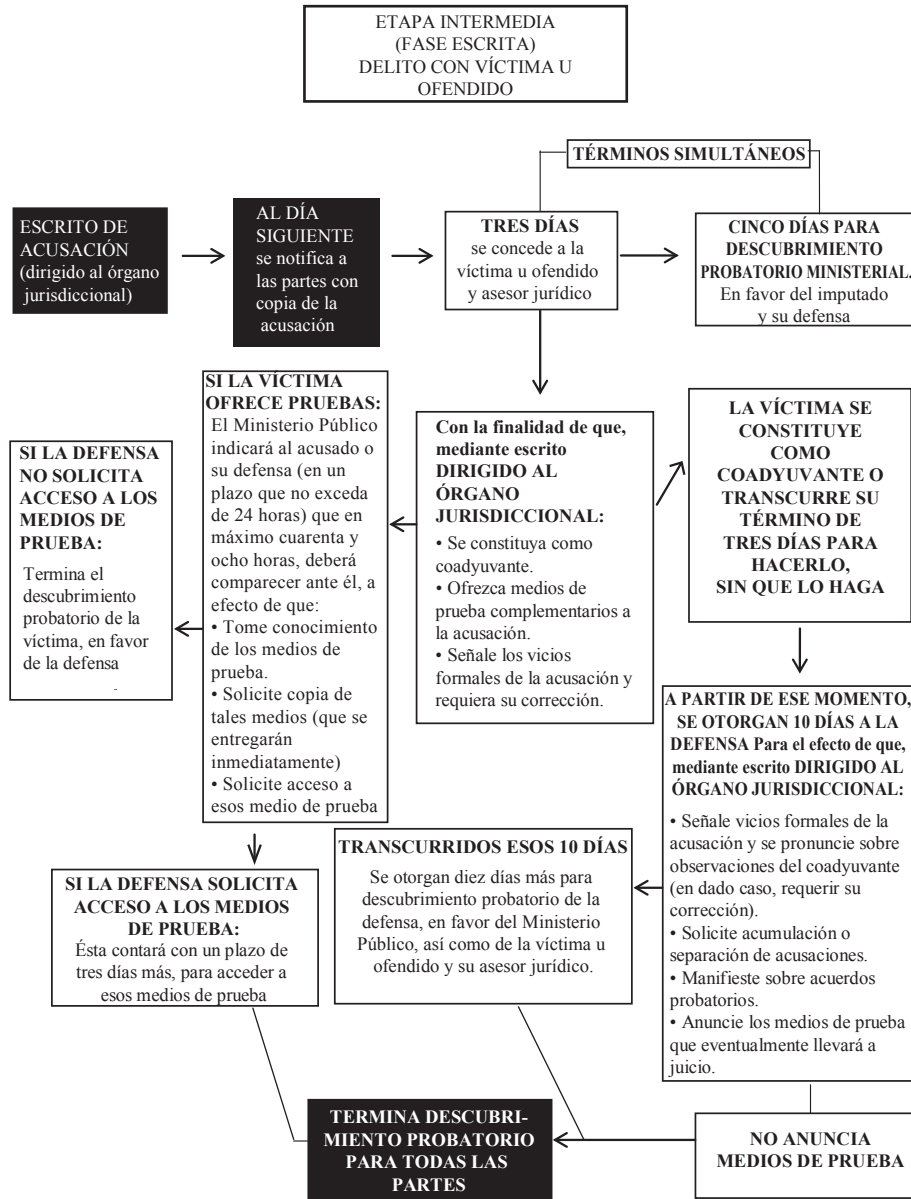 ETAPA INTERMEDIA
(FASE ESCRITA)
DELITO CON VÍCTIMA U
OFENDIDO
TÉRMINOS SIMULTÁNEOS
ESCRITO DE
ACUSACIÓN
(dirigido al órgano
jurisdiccional)
AL DÍA
SIGUIENTE
se notifica a
las partes con
copia de la
acusación
TRES DÍAS
se concede a la
víctima u ofendido
y asesor jurídico
CINCO DÍAS PARA
DESCUBRIMIENTO
PROBATORIO MINISTERIAL.
En favor del imputado
y su defensa
SI LA DEFENSA
NO SOLICITA
ACCESO A LOS
MEDIOS DE
PRUEBA:
Termina el
descubrimiento
probatorio de la
víctima, en favor
de la defensa
SI LA VÍCTIMA
OFRECE PRUEBAS:
El Ministerio Público
indicará al acusado o
su defensa (en un
plazo que no exceda
de 24 horas) que en
máximo cuarenta y
ocho horas, deberá
comparecer ante él, a
efecto de que:
• Tome conocimiento
de los medios de
prueba.
• Solicite copia de
tales medios (que se
entregarán
inmediatamente)
• Solicite acceso a
esos medio de prueba
Con la finalidad de que,
mediante escrito
DIRIGIDO AL
ÓRGANO
JURISDICCIONAL:
• Se constituya como
coadyuvante.
• Ofrezca medios de
prueba complementarios a
la acusación.
• Señale los vicios
formales de la acusación y
requiera su corrección.
LA VÍCTIMA SE
CONSTITUYE
COMO
COADYUVANTE O
TRANSCURRE SU
TÉRMINO DE
TRES DÍAS PARA
HACERLO,
SIN QUE LO HAGA
A PARTIR DE ESE MOMENTO,
SE OTORGAN 10 DÍAS A LA
DEFENSA Para el efecto de que,
mediante escrito DIRIGIDO AL
ÓRGANO JURISDICCIONAL:
• Señale vicios formales de la
acusación y se pronuncie sobre
observaciones del coadyuvante
(en dado caso, requerir su
corrección).
• Solicite acumulación o
separación de acusaciones.
• Manifieste sobre acuerdos
probatorios.
• Anuncie los medios de prueba
que eventualmente llevará a
juicio.
TRANSCURRIDOS ESOS 10 DÍAS
Se otorgan diez días más para
descubrimiento probatorio de la
defensa, en favor del Ministerio
Público, así como de la víctima u
ofendido y su asesor jurídico.
SI LA DEFENSA SOLICITA
ACCESO A LOS MEDIOS
DE PRUEBA:
Ésta contará con un plazo de
tres días más, para acceder a
esos medios de prueba
TERMINA DESCUBRI-
MIENTO PROBATORIO
PARA TODAS LAS
PARTES
NO ANUNCIA
MEDIOS DE PRUEBA